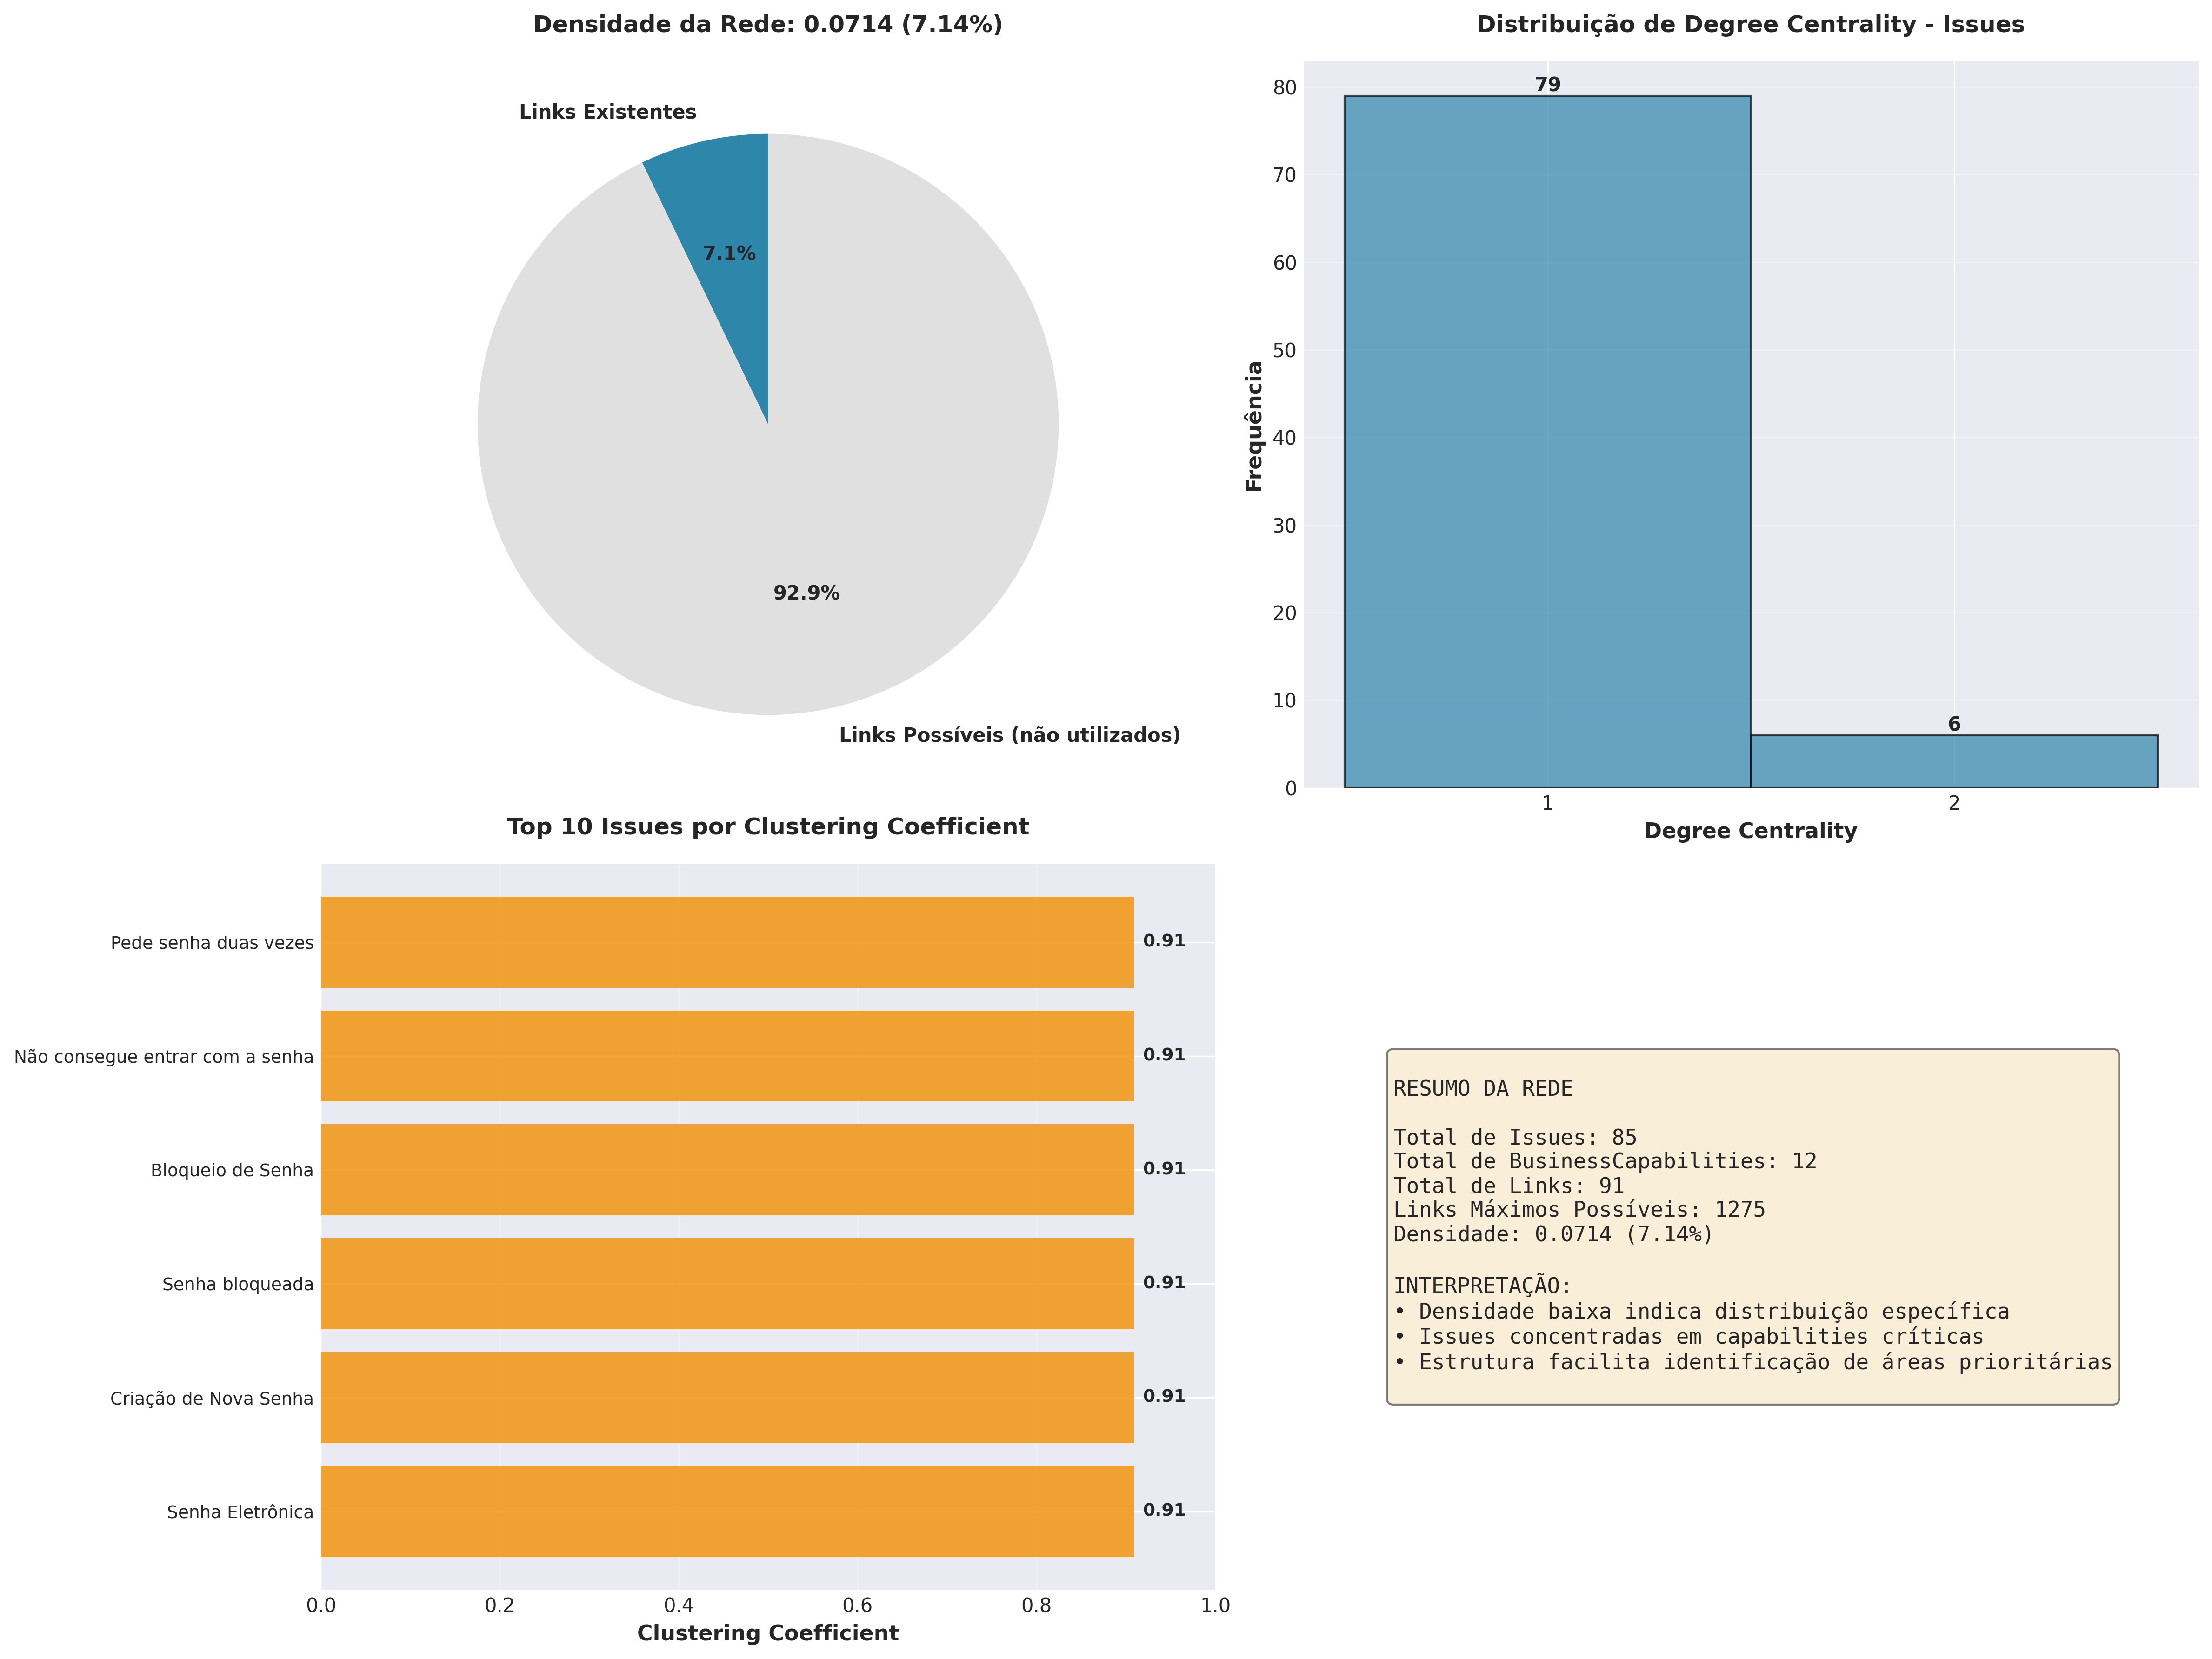 Densidade da Rede: 0.0714 (7.14%)
Links Existentes
7.1%
92.9%
Links Possíveis (não utilizados)
Distribuição de Degree Centrality - Issues
80
70
60
50
40
30
20
10
0
Frequência
79
6
1
2
Degree Centrality
Top 10 Issues por Clustering Coefficient
Pede senha duas vezes
0.91
Não consegue entrar com a senha
0.91
Bloqueio de Senha
0.91
Senha bloqueada
0.91
Criação de Nova Senha
0.91
Senha Eletrônica
0.91
0.0
0.2
0.4
0.6
0.8
1.0
Clustering Coefficient
RESUMO DA REDE
Total de Issues: 85
Total de BusinessCapabilities: 12
Total de Links: 91
Links Máximos Possíveis: 1275
Densidade: 0.0714 (7.14%)
INTERPRETAÇÃO:
• Densidade baixa indica distribuição específica
• Issues concentradas em capabilities críticas
• Estrutura facilita identificação de áreas prioritárias